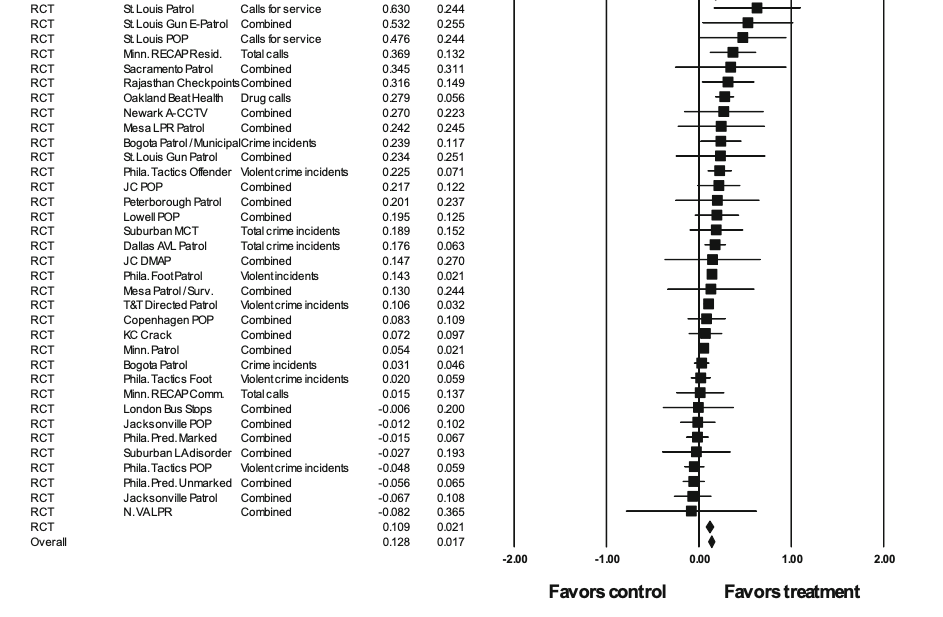 RCT St Louis Patrol Calls for service 0.630 0.244
RCT St. Louis Gun E-Patrol Combined 0.532 0.255
RCT St. Louis POP Calls for service 0.476 0.244
RCT Minn. RECAP Resid. Total calls 0.369 0.132
RCT Sacramento Patrol Combined 0.345 0.311
RCT Rajasthan Checkpoints Combined 0.316 0.149
RCT Oakland Beat Health Drug calls 0.279 0.056
RCT Newark A-CCTV Combined 0.270 0.223
RCT Mesa LPR Patrol Combined 0.242 0.245
RCT Bogota Patrol / Municipal Crime incidents 0.239 0.117
RCT St. Louis Gun Patrol Combined 0.234 0.251
RCT Phila. Tactics Offender Violent crime incidents 0.225 0.071
RCT JC POP Combined 0.217 0.122
RCT Peterborough Patrol Combined 0.201 0.237
RCT Lowell POP Combined 0.195 0.125
RCT Suburban MCT Total crime incidents 0.189 0.152
RCT Dallas AVL Patrol Total crime incidents 0.176 0.063
RCT JC DMAP Combined 0.147 0.270
RCT Phila. Foot Patrol Violent incidents 0.143 0.021
RCT Mesa Patrol / Surv. Combined 0.130 0.244
RCT T&T Directed Patrol Violent crime incidents 0.106 0.032
RCT Copenhagen POP Combined 0.083 0.109
RCT KC Crack Combined 0.072 0.097
RCT Minn. Patrol Combined 0.054 0.021
RCT Bogota Patrol Crime incidents 0.031 0.046
RCT Phila. Tactics Foot Violent crime incidents 0.020 0.059
RCT Minn. RECAP Comm. Total calls 0.015 0.137
RCT London Bus Stops Combined -0.006 0.200
RCT Jacksonville POP Combined -0.012 0.102
RCT Phila. Pred. Marked Combined -0.015 0.067
RCT Suburban LA disorder Combined -0.027 0.193
RCT Phila. Tactics POP Violent crime incidents -0.048 0.059
RCT Phila. Pred. Unmarked Combined -0.056 0.065
RCT Jacksonville Patrol Combined -0.067 0.108
RCT N. VA LPR Combined -0.082 0.365
RCT 0.109 0.021
Overall 0.128 0.017
-2.00 -1.00 0.00 1.00 2.00
Favors control Favors treatment